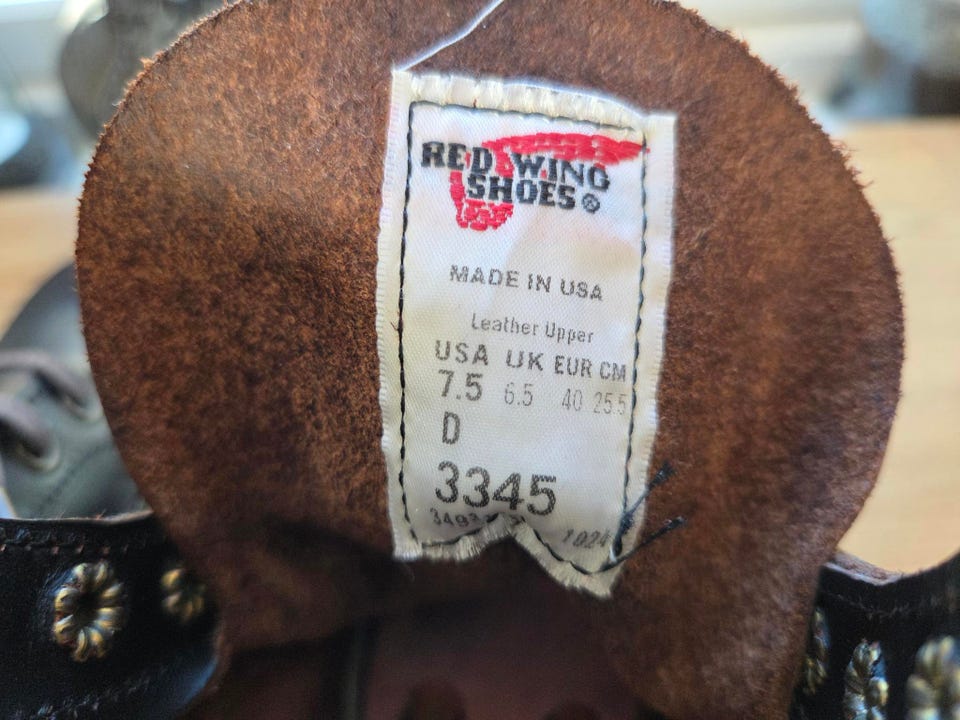 RED WING
SHOES®
MADE IN USA
Leather Upper
USA UK EUR CM
7.5 6.5 40 25.5
D
3345
1024